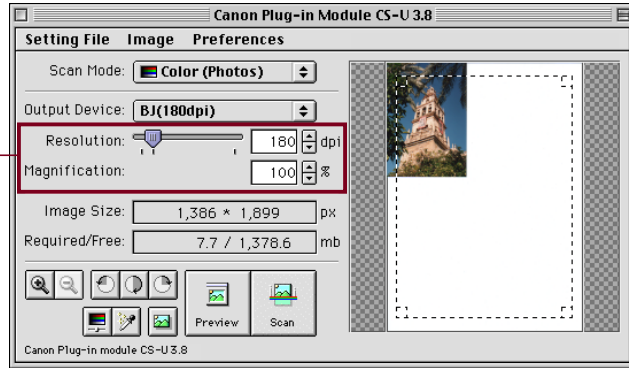 Canon Plug-in Module CS-U 3.8
Setting File Image Preferences
Scan Mode: Color (Photos)
Output Device: BJ(180dpi)
Resolution: 180 dpi
Magnification: 100 %
Image Size: 1,386 * 1,899 px
Required/Free: 7.7 / 1,378.6 mb
Preview Scan
Canon Plug-in module CS-U 3.8